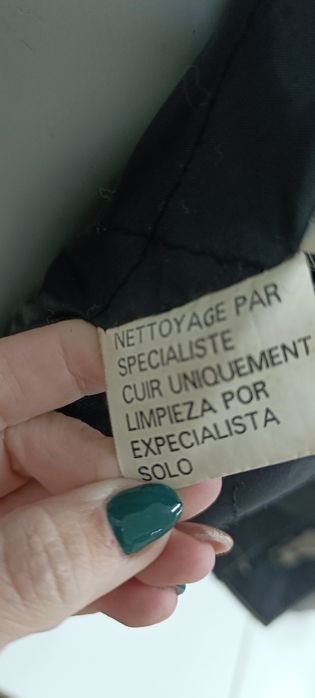 NETTOYAGE PAR
SPECIALISTE
CUIR UNIQUEMENT
LIMPIEZA POR
EXPECIALISTA
SOLO